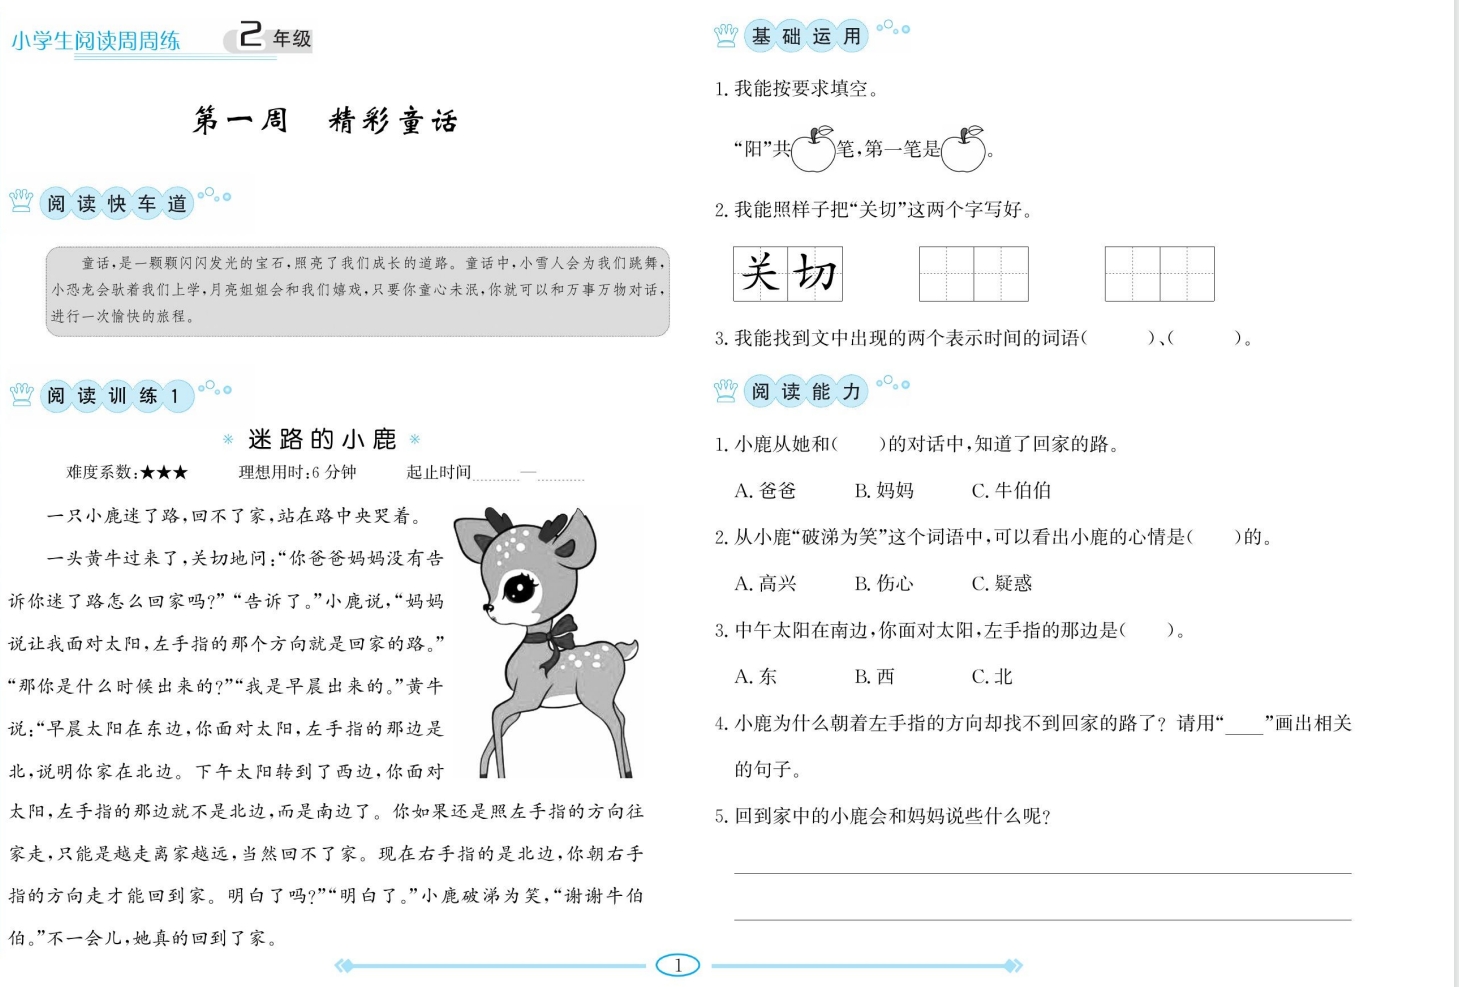 小学生阅读周周练 2年级
第一周 精彩童话
阅读快车道
童话,是一颗颗闪闪发光的宝石,照亮了我们成长的道路。童话中,小雪人会为我们跳舞,
小恐龙会驮着我们上学,月亮姐姐会和我们嬉戏,只要你童心未泯,你就可以和万事万物对话,
进行一次愉快的旅程。
阅读训练1
迷路的小鹿
难度系数:★★★ 理想用时:6分钟 起止时间 —
一只小鹿迷了路,回不了家,站在路中央哭着。
一头黄牛过来了,关切地问:“你爸爸妈妈没有告
诉你迷了路怎么回家吗?” “告诉了。”小鹿说,“妈妈
说让我面对太阳,左手指的那个方向就是回家的路。”
“那你是什么时候出来的?”“我是早晨出来的。”黄牛
说:“早晨太阳在东边,你面对太阳,左手指的那边是
北,说明你家在北边。下午太阳转到了西边,你面对
太阳,左手指的那边就不是北边,而是南边了。你如果还是照左手指的方向往
家走,只能是越走离家越远,当然回不了家。现在右手指的是北边,你朝右手
指的方向走才能回到家。明白了吗?”“明白了。”小鹿破涕为笑,“谢谢牛伯
伯。”不一会儿,她真的回到了家。
基础运用
1. 我能按要求填空。
“阳”共 笔,第一笔是 。
2. 我能照样子把“关切”这两个字写好。
关切
3. 我能找到文中出现的两个表示时间的词语( )、( )。
阅读能力
1. 小鹿从她和( )的对话中,知道了回家的路。
A. 爸爸 B. 妈妈 C. 牛伯伯
2. 从小鹿“破涕为笑”这个词语中,可以看出小鹿的心情是( )的。
A. 高兴 B. 伤心 C. 疑惑
3. 中午太阳在南边,你面对太阳,左手指的那边是( )。
A. 东 B. 西 C. 北
4. 小鹿为什么朝着左手指的方向却找不到回家的路了? 请用“____”画出相关
的句子。
5. 回到家中的小鹿会和妈妈说些什么呢?
1